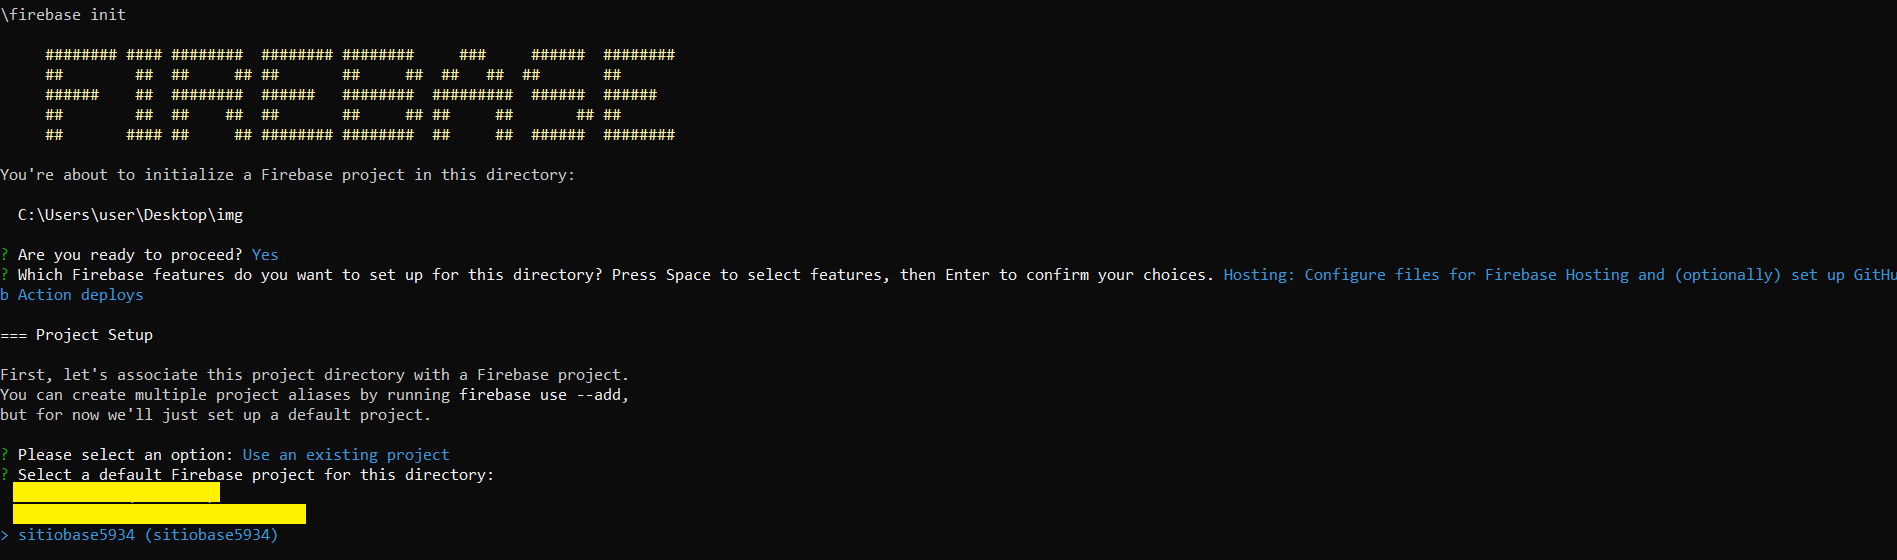 \firebase init
######## #### ########  ######## ########     ###     ######  ########
##        ##  ##     ## ##       ##     ##  ##   ##  ##       ##
######    ##  ########  ######   ########  #########  ######  ######
##        ##  ##    ##  ##       ##     ## ##     ##       ## ##
##       #### ##     ## ######## ########  ##     ##  ######  ########
You're about to initialize a Firebase project in this directory:
C:\Users\user\Desktop\img
? Are you ready to proceed? Yes
? Which Firebase features do you want to set up for this directory? Press Space to select features, then Enter to confirm your choices. Hosting: Configure files for Firebase Hosting and (optionally) set up GitHu
b Action deploys
=== Project Setup
First, let's associate this project directory with a Firebase project.
You can create multiple project aliases by running firebase use --add,
but for now we'll just set up a default project.
? Please select an option: Use an existing project
? Select a default Firebase project for this directory:
> sitiobase5934 (sitiobase5934)